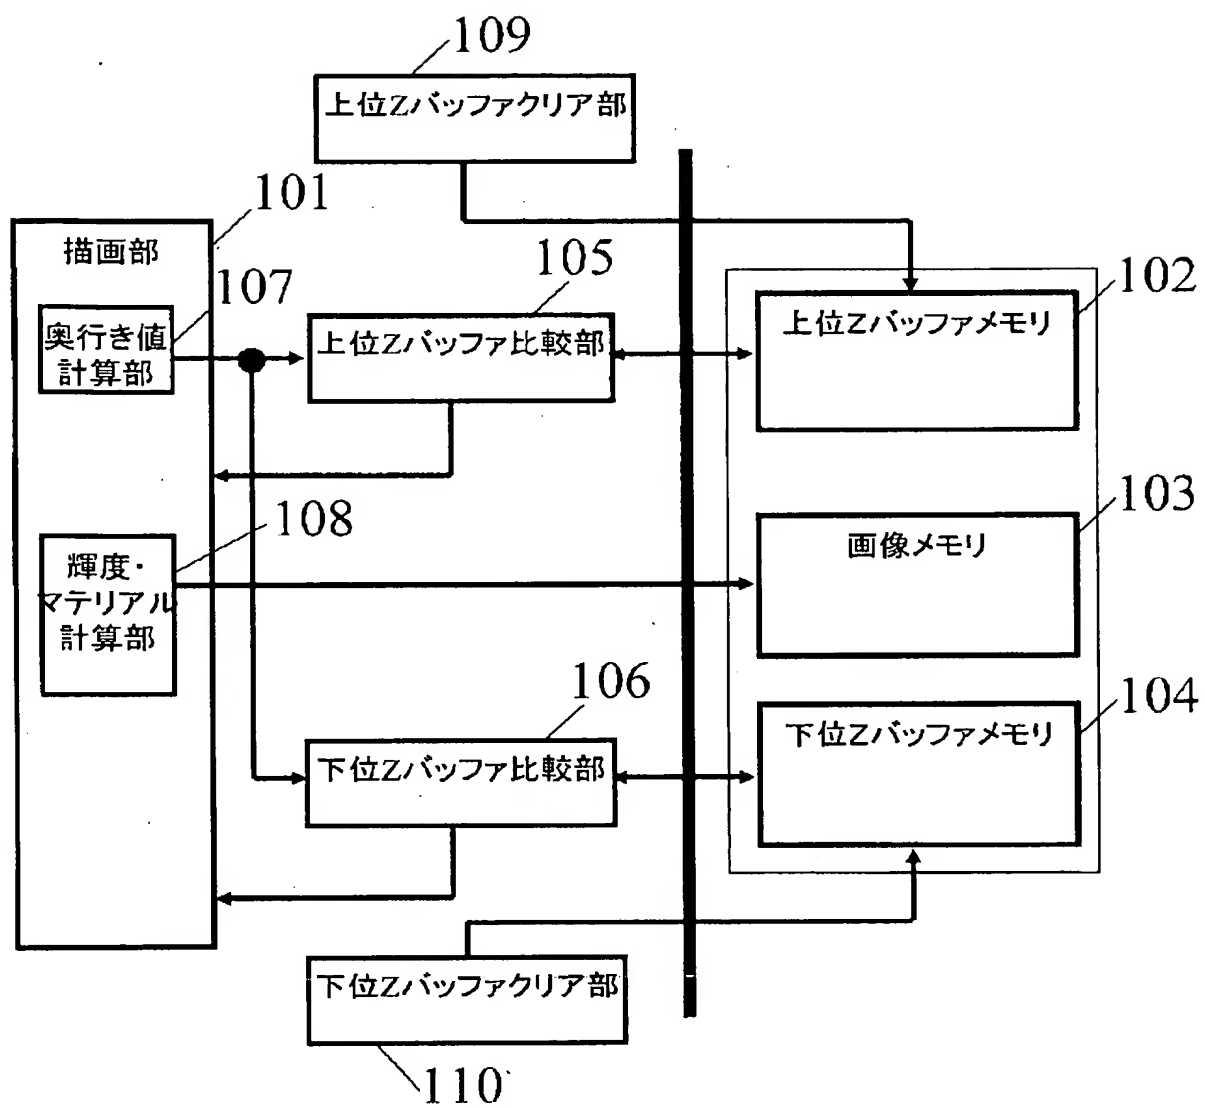 109
上位Zバッファクリア部
101
描画部
107
奥行き値
計算部
105
上位Zバッファ比較部
102
上位Zバッファメモリ
108
輝度・
マテリアル
計算部
103
画像メモリ
106
下位Zバッファ比較部
104
下位Zバッファメモリ
下位Zバッファクリア部
110